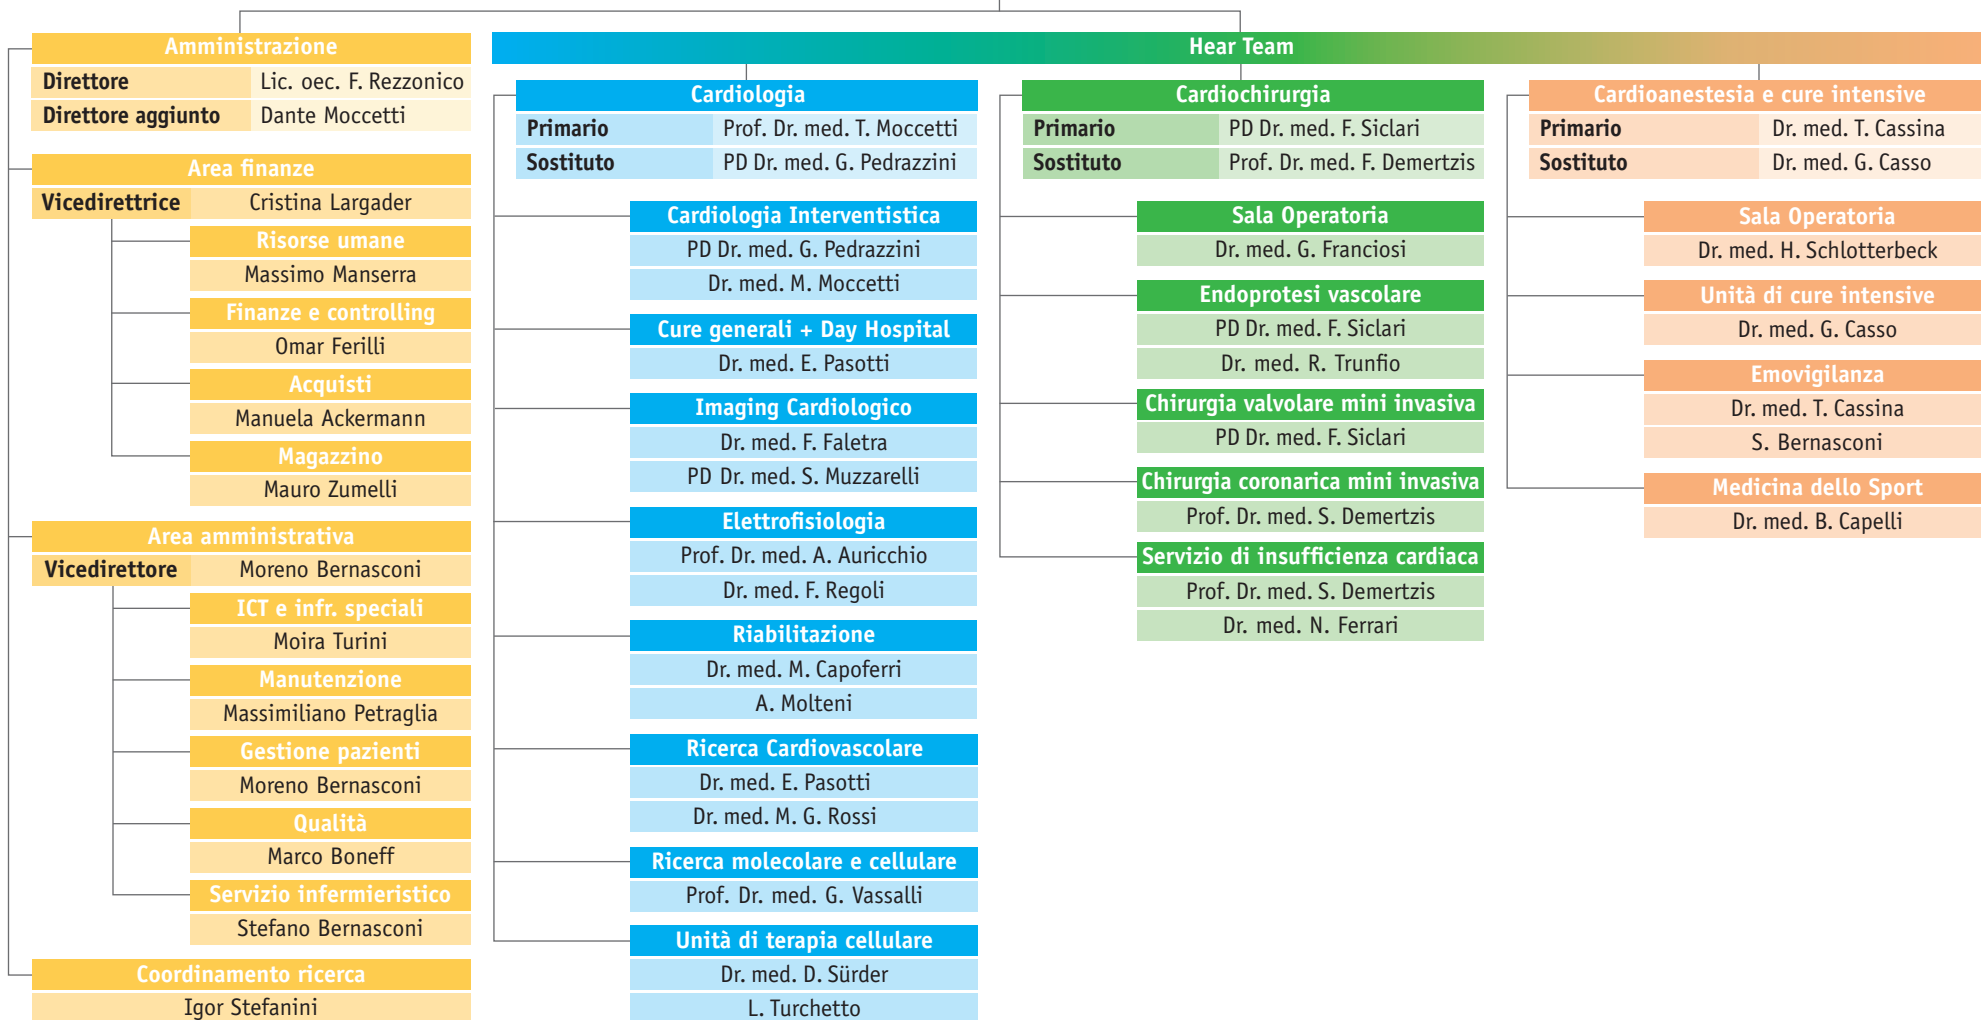 Amministrazione
Direttore Lic. oec. F. Rezzonico
Direttore aggiunto Dante Moccetti
Area finanze
Vicedirettrice Cristina Largader
Risorse umane
Massimo Manserra
Finanze e controlling
Omar Ferilli
Acquisti
Manuela Ackermann
Magazzino
Mauro Zumelli
Area amministrativa
Vicedirettore Moreno Bernasconi
ICT e infr. speciali
Moira Turini
Manutenzione
Massimiliano Petraglia
Gestione pazienti
Moreno Bernasconi
Qualità
Marco Boneff
Servizio infermieristico
Stefano Bernasconi
Coordinamento ricerca
Igor Stefanini
Hear Team
Cardiologia
Primario Prof. Dr. med. T. Moccetti
Sostituto PD Dr. med. G. Pedrazzini
Cardiologia Interventistica
PD Dr. med. G. Pedrazzini
Dr. med. M. Moccetti
Cure generali + Day Hospital
Dr. med. E. Pasotti
Imaging Cardiologico
Dr. med. F. Faletra
PD Dr. med. S. Muzzarelli
Elettrofisiologia
Prof. Dr. med. A. Auricchio
Dr. med. F. Regoli
Riabilitazione
Dr. med. M. Capoferri
A. Molteni
Ricerca Cardiovascolare
Dr. med. E. Pasotti
Dr. med. M. G. Rossi
Ricerca molecolare e cellulare
Prof. Dr. med. G. Vassalli
Unità di terapia cellulare
Dr. med. D. Sürder
L. Turchetto
Cardiochirurgia
Primario PD Dr. med. F. Siclari
Sostituto Prof. Dr. med. F. Demertzis
Sala Operatoria
Dr. med. G. Franciosi
Endoprotesi vascolare
PD Dr. med. F. Siclari
Dr. med. R. Trunfio
Chirurgia valvolare mini invasiva
PD Dr. med. F. Siclari
Chirurgia coronarica mini invasiva
Prof. Dr. med. S. Demertzis
Servizio di insufficienza cardiaca
Prof. Dr. med. S. Demertzis
Dr. med. N. Ferrari
Cardioanestesia e cure intensive
Primario Dr. med. T. Cassina
Sostituto Dr. med. G. Casso
Sala Operatoria
Dr. med. H. Schlotterbeck
Unità di cure intensive
Dr. med. G. Casso
Emovigilanza
Dr. med. T. Cassina
S. Bernasconi
Medicina dello Sport
Dr. med. B. Capelli